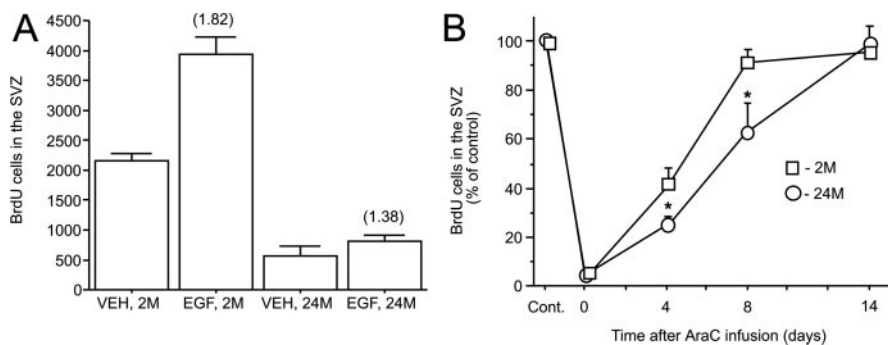 A
BrdU cells in the SVZ
4500
4000
3500
3000
2500
2000
1500
1000
500
0
(1.82)
(1.38)
VEH, 2M EGF, 2M VEH, 24M EGF, 24M
B
BrdU cells in the SVZ
(% of control)
100
80
60
40
20
0
*
*
- 2M
- 24M
Cont. 0 4 8 14
Time after AraC infusion (days)